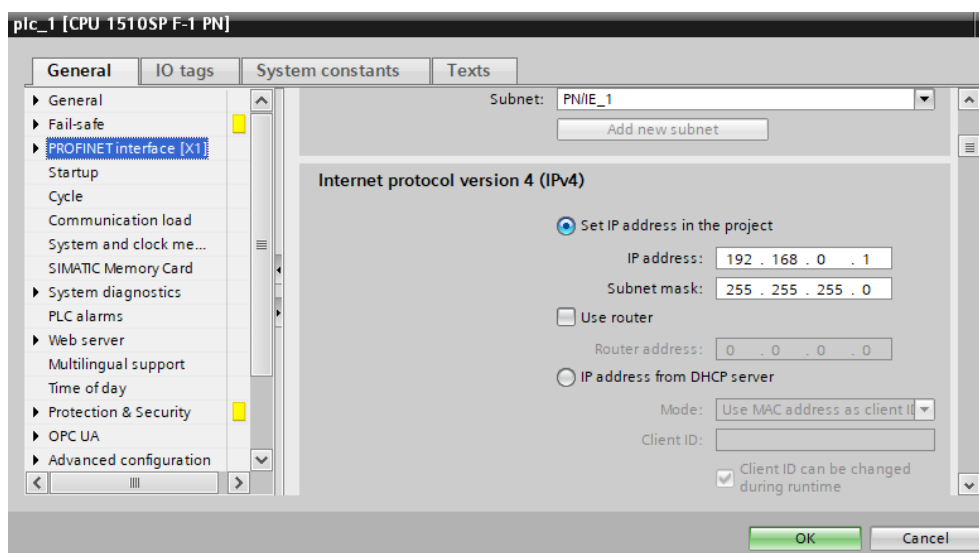 plc_1 [CPU 1510SP F-1 PN]
General IO tags System constants Texts
General
Fail-safe
PROFINET interface [X1]
Startup
Cycle
Communication load
System and clock me...
SIMATIC Memory Card
System diagnostics
PLC alarms
Web server
Multilingual support
Time of day
Protection & Security
OPC UA
Advanced configuration
Subnet: PN/IE_1
Add new subnet
Internet protocol version 4 (IPv4)
Set IP address in the project
IP address: 192 . 168 . 0 . 1
Subnet mask: 255 . 255 . 255 . 0
Use router
Router address: 0 . 0 . 0 . 0
IP address from DHCP server
Mode: Use MAC address as client ID
Client ID:
Client ID can be changed
during runtime
OK Cancel